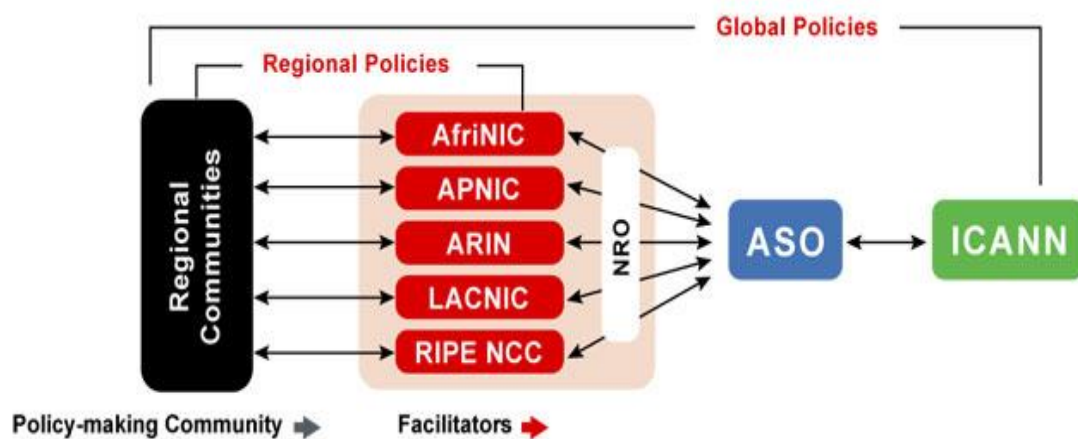 Global Policies
Regional Policies
Regional
Communities
AfriNIC
APNIC
ARIN
LACNIC
RIPE NCC
NRO
ASO
ICANN
Policy-making Community
Facilitators